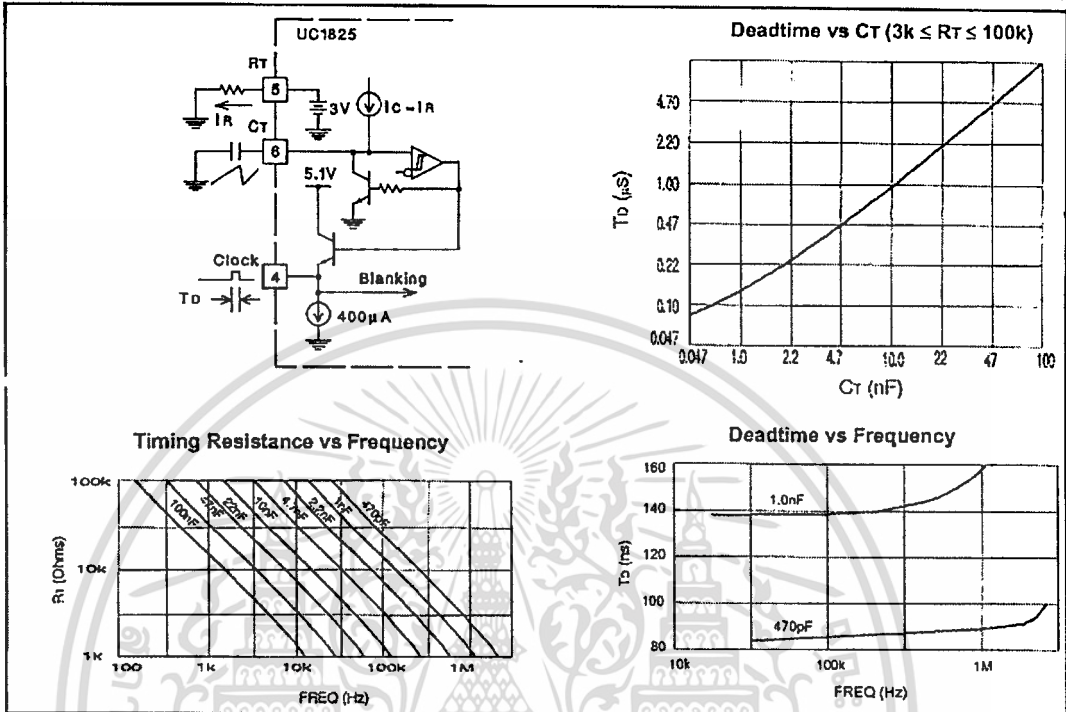 UC1825
RT
5
IR
3V
IC=IR
CT
6
5.1V
Clock
4
TD
Blanking
400μA
Deadtime vs CT (3k ≤ RT ≤ 100k)
TD (μS)
4.70
2.20
1.00
0.47
0.22
0.10
0.047
0.047 1.0 2.2 4.7 10.0 22 47 100
CT (nF)
Timing Resistance vs Frequency
RT (Ohms)
100k
10k
1k
100nF
47nF
22nF
10nF
4.7nF
2.2nF
1nF
470pF
100 1k 10k 100k 1M
FREQ (Hz)
Deadtime vs Frequency
TD (ns)
160
140
120
100
80
1.0nF
470pF
10k 100k 1M
FREQ (Hz)